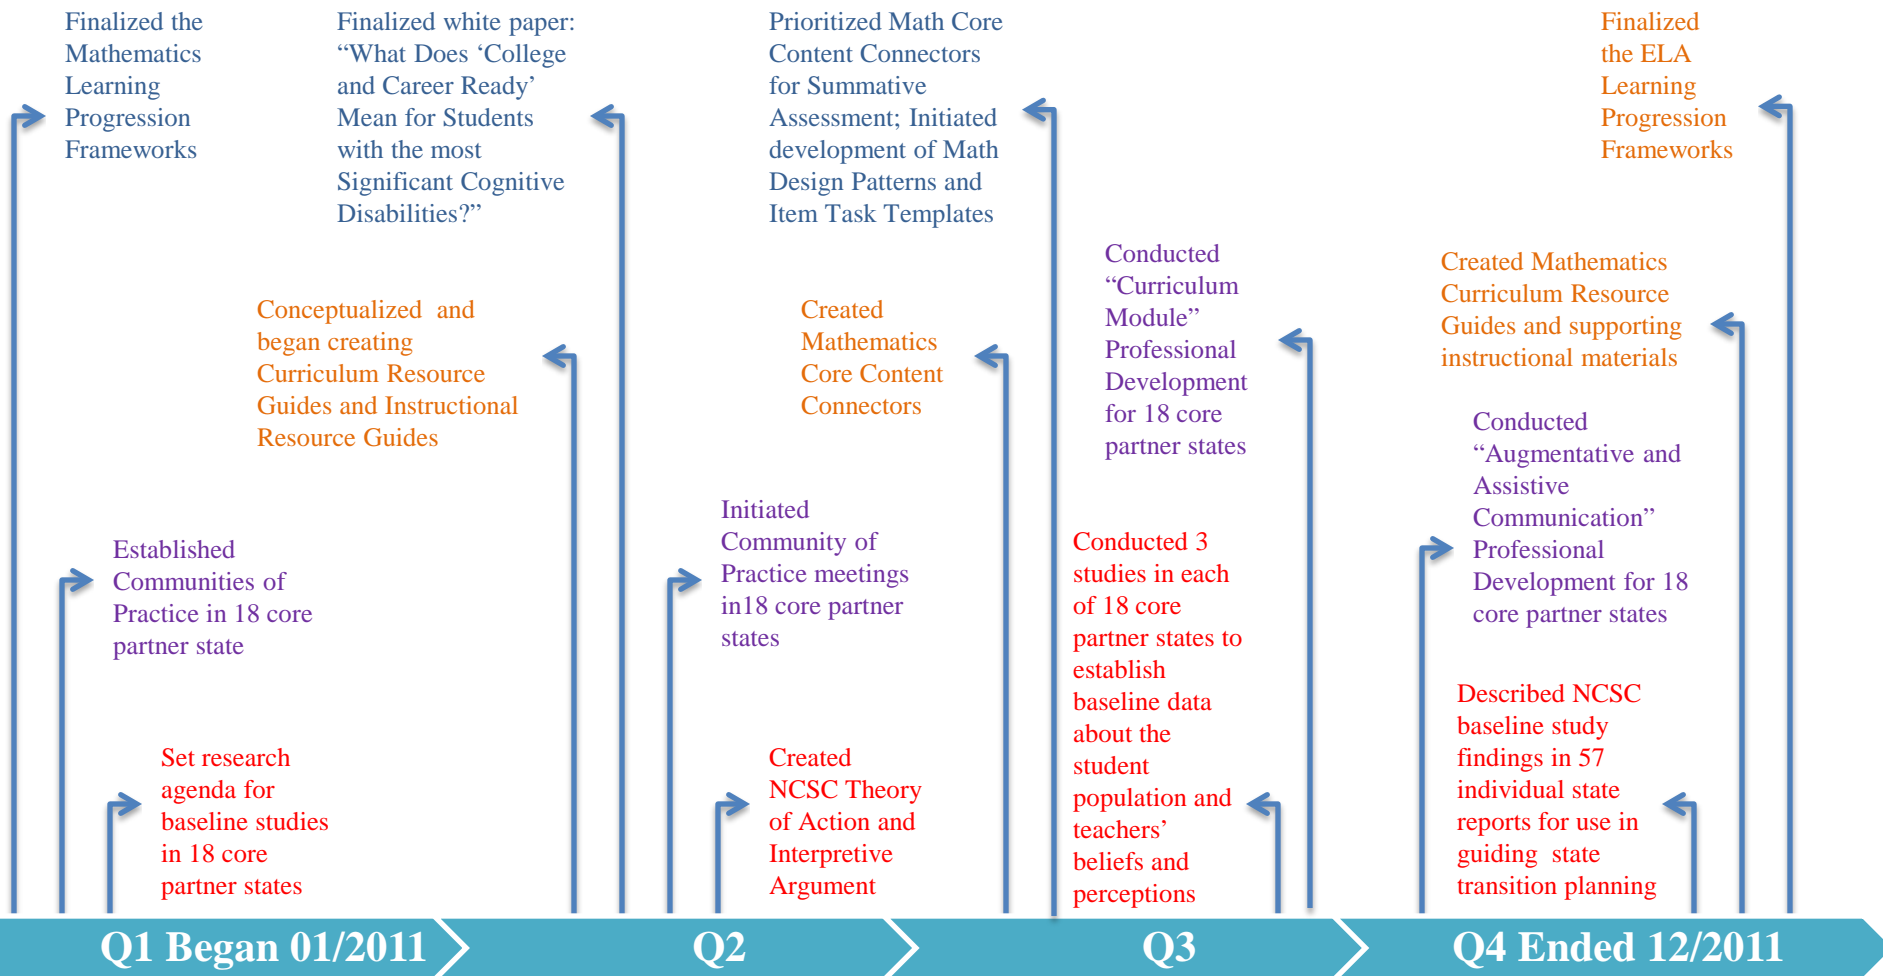 Finalized the
Mathematics
Learning
Progression
Frameworks
Finalized white paper:
“What Does ‘College
and Career Ready’
Mean for Students
with the most
Significant Cognitive
Disabilities?”
Prioritized Math Core
Content Connectors
for Summative
Assessment; Initiated
development of Math
Design Patterns and
Item Task Templates
Finalized
the ELA
Learning
Progression
Frameworks
Conceptualized and
began creating
Curriculum Resource
Guides and Instructional
Resource Guides
Created
Mathematics
Core Content
Connectors
Conducted
“Curriculum
Module”
Professional
Development
for 18 core
partner states
Created Mathematics
Curriculum Resource
Guides and supporting
instructional materials
Established
Communities of
Practice in 18 core
partner state
Initiated
Community of
Practice meetings
in18 core partner
states
Conducted
“Augmentative and
Assistive
Communication”
Professional
Development for 18
core partner states
Set research
agenda for
baseline studies
in 18 core
partner states
Created
NCSC Theory
of Action and
Interpretive
Argument
Conducted 3
studies in each
of 18 core
partner states to
establish
baseline data
about the
student
population and
teachers’
beliefs and
perceptions
Described NCSC
baseline study
findings in 57
individual state
reports for use in
guiding state
transition planning
Q1 Began 01/2011
Q2
Q3
Q4 Ended 12/2011